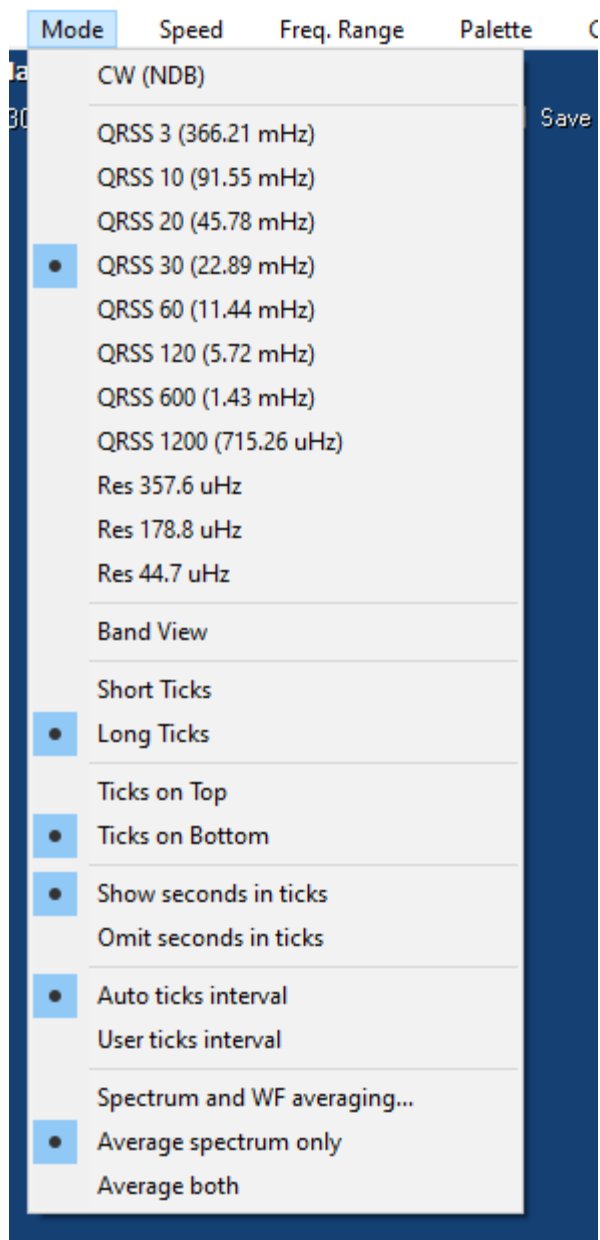 Mode Speed Freq. Range Palette
CW (NDB)
Save
QRSS 3 (366.21 mHz)
QRSS 10 (91.55 mHz)
QRSS 20 (45.78 mHz)
QRSS 30 (22.89 mHz)
QRSS 60 (11.44 mHz)
QRSS 120 (5.72 mHz)
QRSS 600 (1.43 mHz)
QRSS 1200 (715.26 uHz)
Res 357.6 uHz
Res 178.8 uHz
Res 44.7 uHz
Band View
Short Ticks
Long Ticks
Ticks on Top
Ticks on Bottom
Show seconds in ticks
Omit seconds in ticks
Auto ticks interval
User ticks interval
Spectrum and WF averaging...
Average spectrum only
Average both